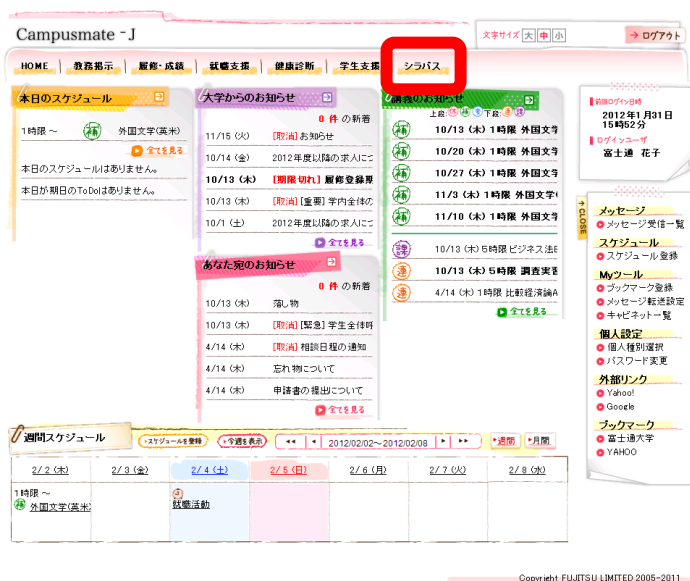 Campusmate-J
文字サイズ 大 中 小
→ ログアウト
HOME 教務掲示 履修・成績 就職支援 健康診断 学生支援 シラバス
本日のスケジュール
1時限 ~ 補 外国文学(英米)
全てを見る
本日のスケジュールはありません。
本日が期日のToDoはありません。
大学からのお知らせ
0 件 の新着
11/15 (火) [取消] お知らせ
10/14 (金) 2012年度以降の求人につ
10/13 (木) [期限切れ] 履修登録期
10/13 (木) [取消] [重要] 学内全体の
10/1 (土) 2012年度以降の求人につ
全てを見る
あなた宛のお知らせ
0 件 の新着
10/13 (木) 落し物
10/13 (木) [取消] [緊急] 学生全体呼
4/14 (木) [取消] 相談日程の通知
4/14 (木) 忘れ物について
4/14 (木) 申請書の提出について
全てを見る
講義のお知らせ
上段: 下段:
補 10/13 (木) 1時限 外国文学
補 10/20 (木) 1時限 外国文学
補 10/27 (木) 1時限 外国文学
補 11/3 (木) 1時限 外国文学(
補 11/10 (木) 1時限 外国文学
課 10/13 (木) 5時限 ビジネス法
連 10/13 (木) 5時限 調査実習
連 4/14 (木) 1時限 比較経済論A
全てを見る
前回ログイン日時
2012年1月31日
15時52分
ログインユーザ
富士通 花子
→ CLOSE
メッセージ
メッセージ受信一覧
スケジュール
スケジュール登録
Myツール
ブックマーク登録
メッセージ転送設定
キャビネット一覧
個人設定
個人種別選択
パスワード変更
外部リンク
Yahoo!
Google
ブックマーク
富士通大学
YAHOO
週間スケジュール スケジュールを登録 今週を表示 2012/02/02~2012/02/08 週間 月間
2/2 (木) 2/3 (金) 2/4 (土) 2/5 (日) 2/6 (月) 2/7 (火) 2/8 (水)
1時限 ~
補 外国文学(英米)
就職活動
Copyright FUJITSU LIMITED 2005-2011